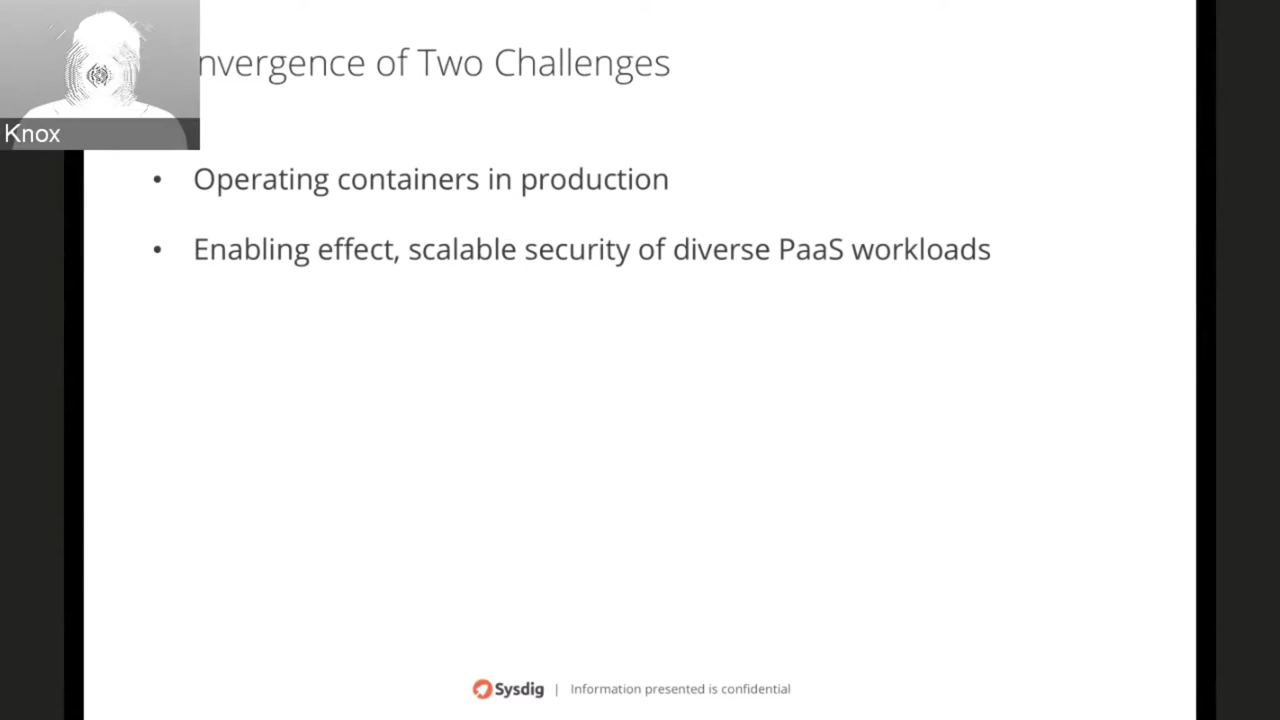 nvergence of Two Challenges
Knox
• Operating containers in production
• Enabling effect, scalable security of diverse PaaS workloads
Sysdig | Information presented is confidential